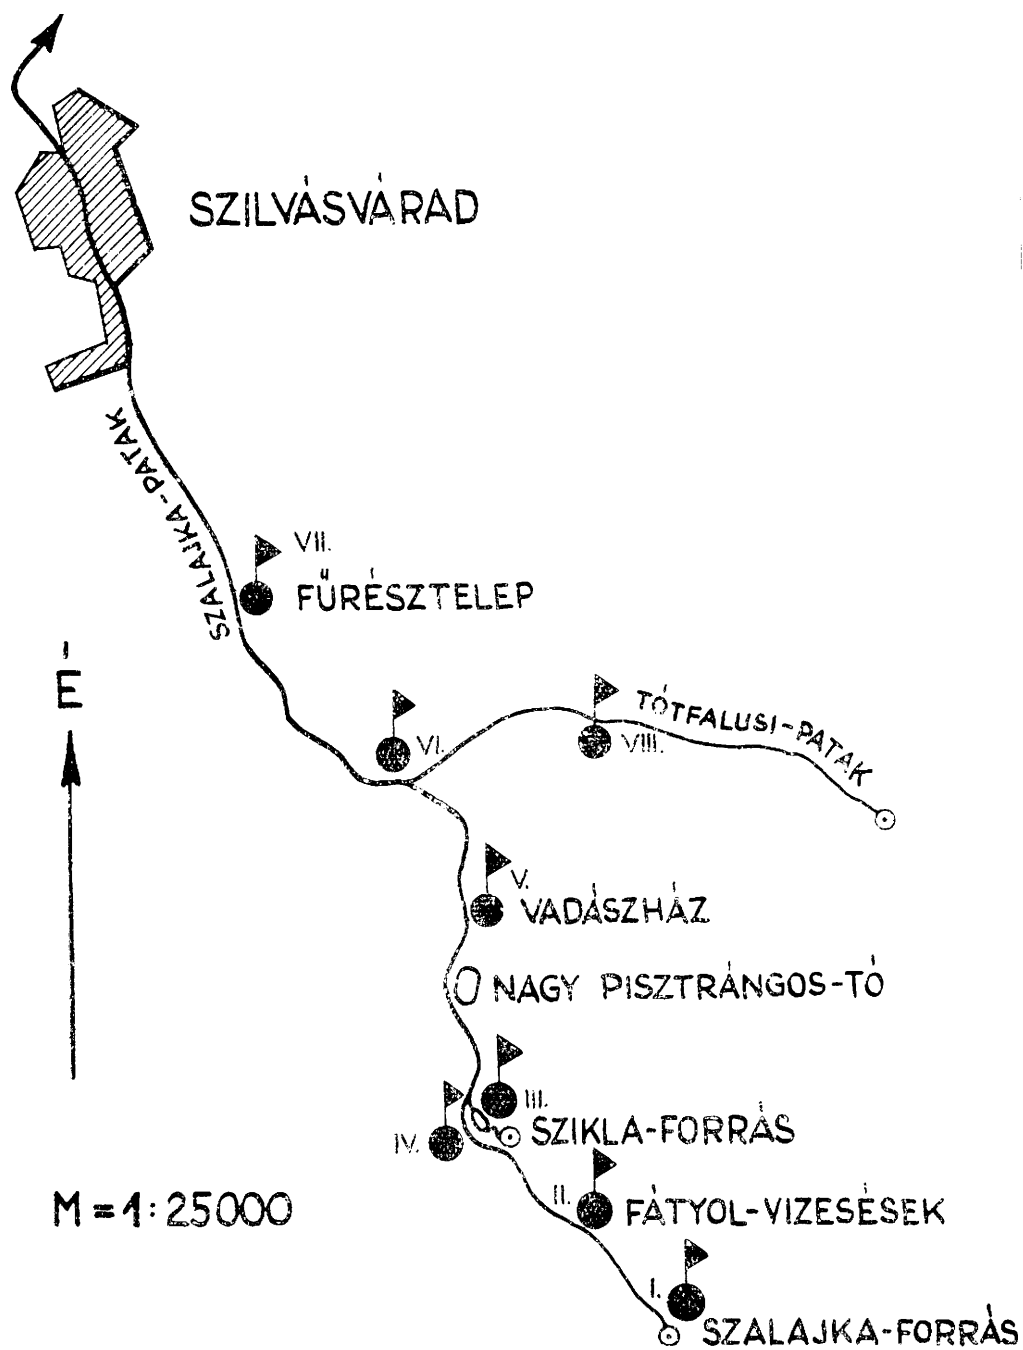 SZILVÁSVÁRAD
SZALAJKA-PATAK
VII.
FŰRÉSZTELEP
É
TÓTFALUSI-PATAK
VI.
VIII.
V.
VADÁSZHÁZ
NAGY PISZTRÁNGOS-TÓ
III.
SZIKLA-FORRÁS
IV.
II.
FÁTYOL-VIZESÉSEK
M = 1:25000
I.
SZALAJKA-FORRÁS